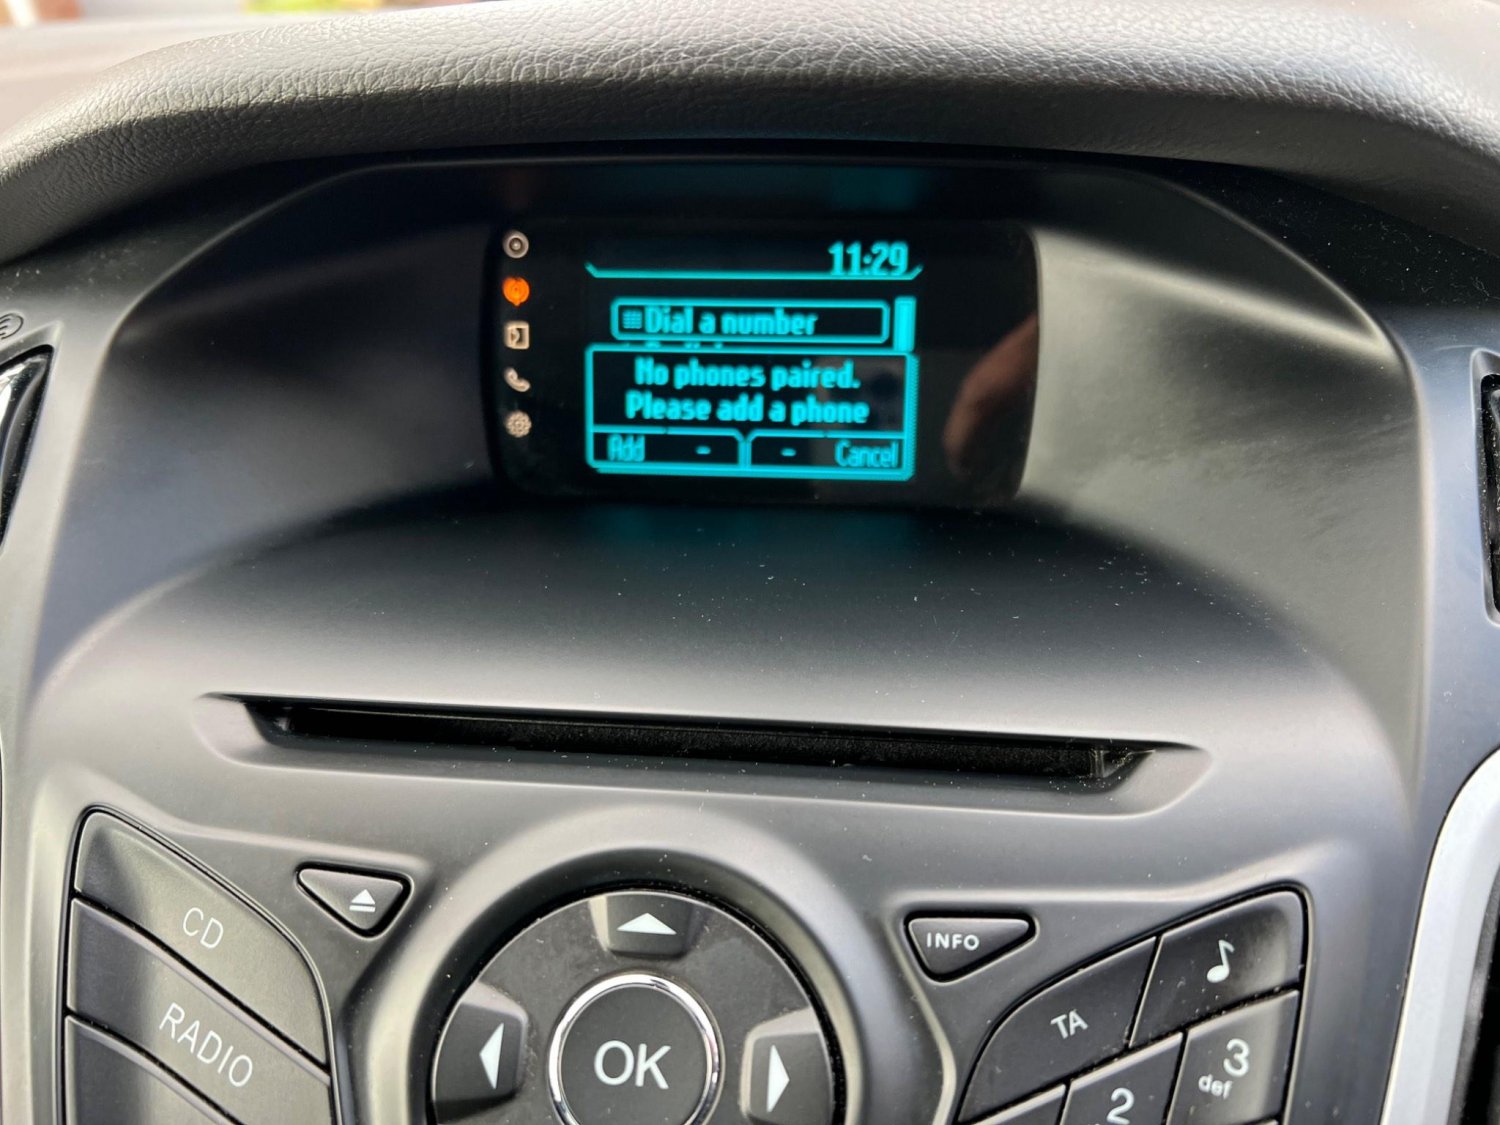 11:29
Dial a number
No phones paired.
Please add a phone
Add - - Cancel
CD
RADIO
OK
INFO
TA
3
def
2